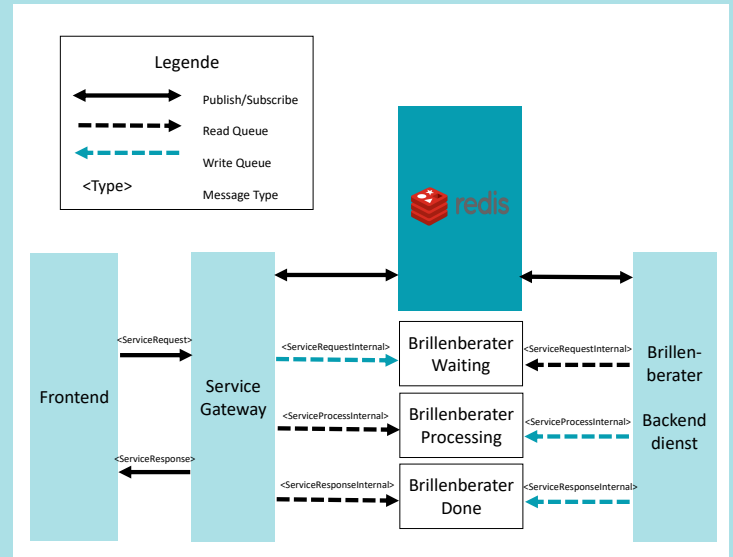 Legende
Publish/Subscribe
Read Queue
Write Queue
<Type>
Message Type
redis
Frontend
<ServiceRequest>
<ServiceResponse>
Service
Gateway
<ServiceRequestInternal>
Brillenberater
Waiting
<ServiceRequestInternal>
<ServiceProcessInternal>
Brillenberater
Processing
<ServiceProcessInternal>
<ServiceResponseInternal>
Brillenberater
Done
<ServiceResponseInternal>
Brillen-
berater
Backend
dienst